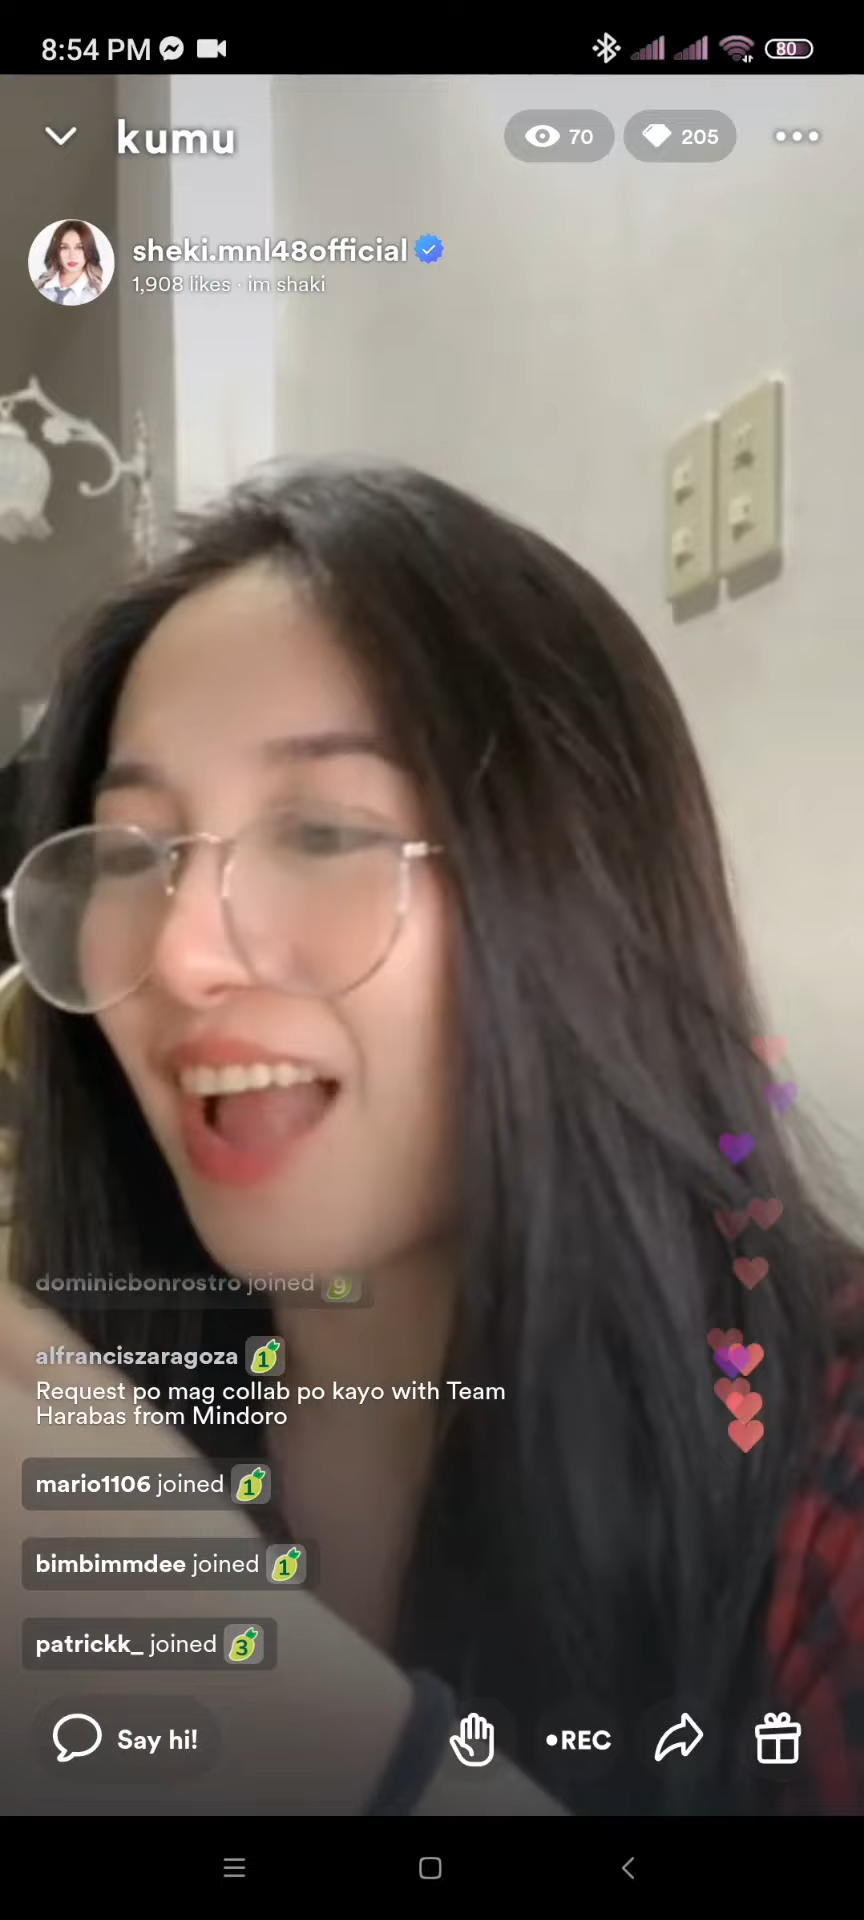 8:54 PM
80
kumu
70
205
sheki.mnl48official
1,908 likes · im shaki
dominicbonrostro joined 9
alfranciszaragoza 1
Request po mag collab po kayo with Team
Harabas from Mindoro
mario1106 joined 1
bimbimmdee joined 1
patrickk_ joined 3
Say hi!
•REC